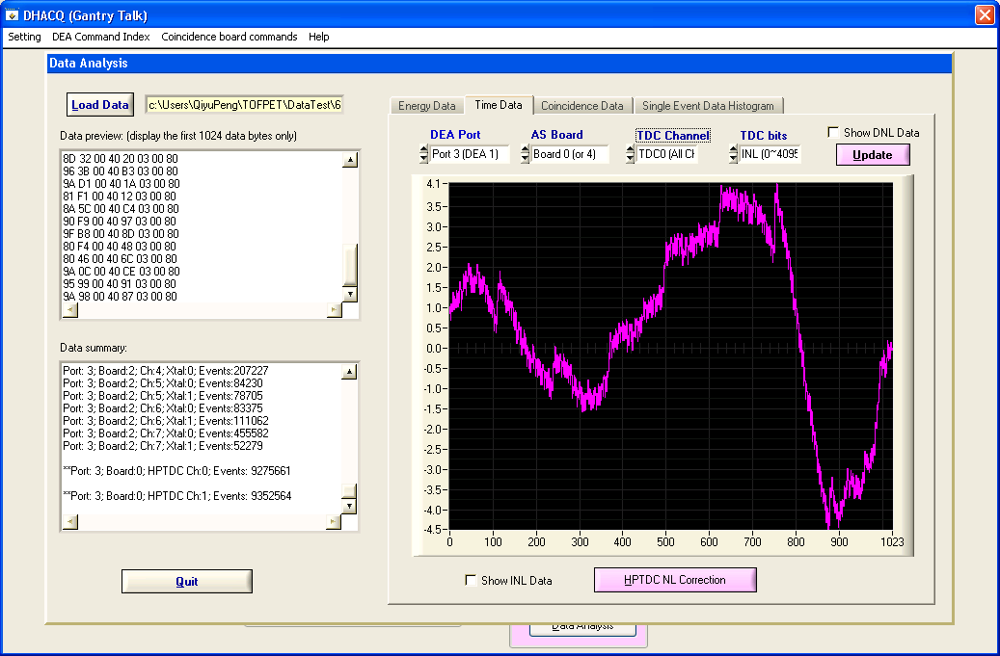 DHACQ (Gantry Talk)
Setting DEA Command Index Coincidence board commands Help
Data Analysis
Load Data c:\Users\QiyuPeng\TOFPET\DataTest\6
Data preview: (display the first 1024 data bytes only)
8D 32 00 40 20 03 00 80
96 3B 00 40 B3 03 00 80
9A D1 00 40 1A 03 00 80
81 F1 00 40 12 03 00 80
8A 5C 00 40 C4 03 00 80
90 F9 00 40 97 03 00 80
9F B8 00 40 8D 03 00 80
80 F4 00 40 48 03 00 80
80 46 00 40 6C 03 00 80
9A 0C 00 40 CE 03 00 80
95 99 00 40 91 03 00 80
9A 98 00 40 87 03 00 80
Data summary:
Port: 3; Board:2; Ch:4; Xtal:0; Events:207227
Port: 3; Board:2; Ch:5; Xtal:0; Events:84230
Port: 3; Board:2; Ch:5; Xtal:1; Events:78705
Port: 3; Board:2; Ch:6; Xtal:0; Events:83375
Port: 3; Board:2; Ch:6; Xtal:1; Events:111062
Port: 3; Board:2; Ch:7; Xtal:0; Events:455582
Port: 3; Board:2; Ch:7; Xtal:1; Events:52279
**Port: 3; Board:0; HPTDC Ch:0; Events: 9275661
**Port: 3; Board:0; HPTDC Ch:1; Events: 9352564
Quit
Energy Data Time Data Coincidence Data Single Event Data Histogram
DEA Port AS Board TDC Channel TDC bits Show DNL Data
Port 3 (DEA 1) Board 0 (or 4) TDC0 (All Ch INL (0~4095 Update
4.1
3.5
3.0
2.5
2.0
1.5
1.0
0.5
0.0
-0.5
-1.0
-1.5
-2.0
-2.5
-3.0
-3.5
-4.0
-4.5
0 100 200 300 400 500 600 700 800 900 1023
Show INL Data HPTDC NL Correction
Data Analysis